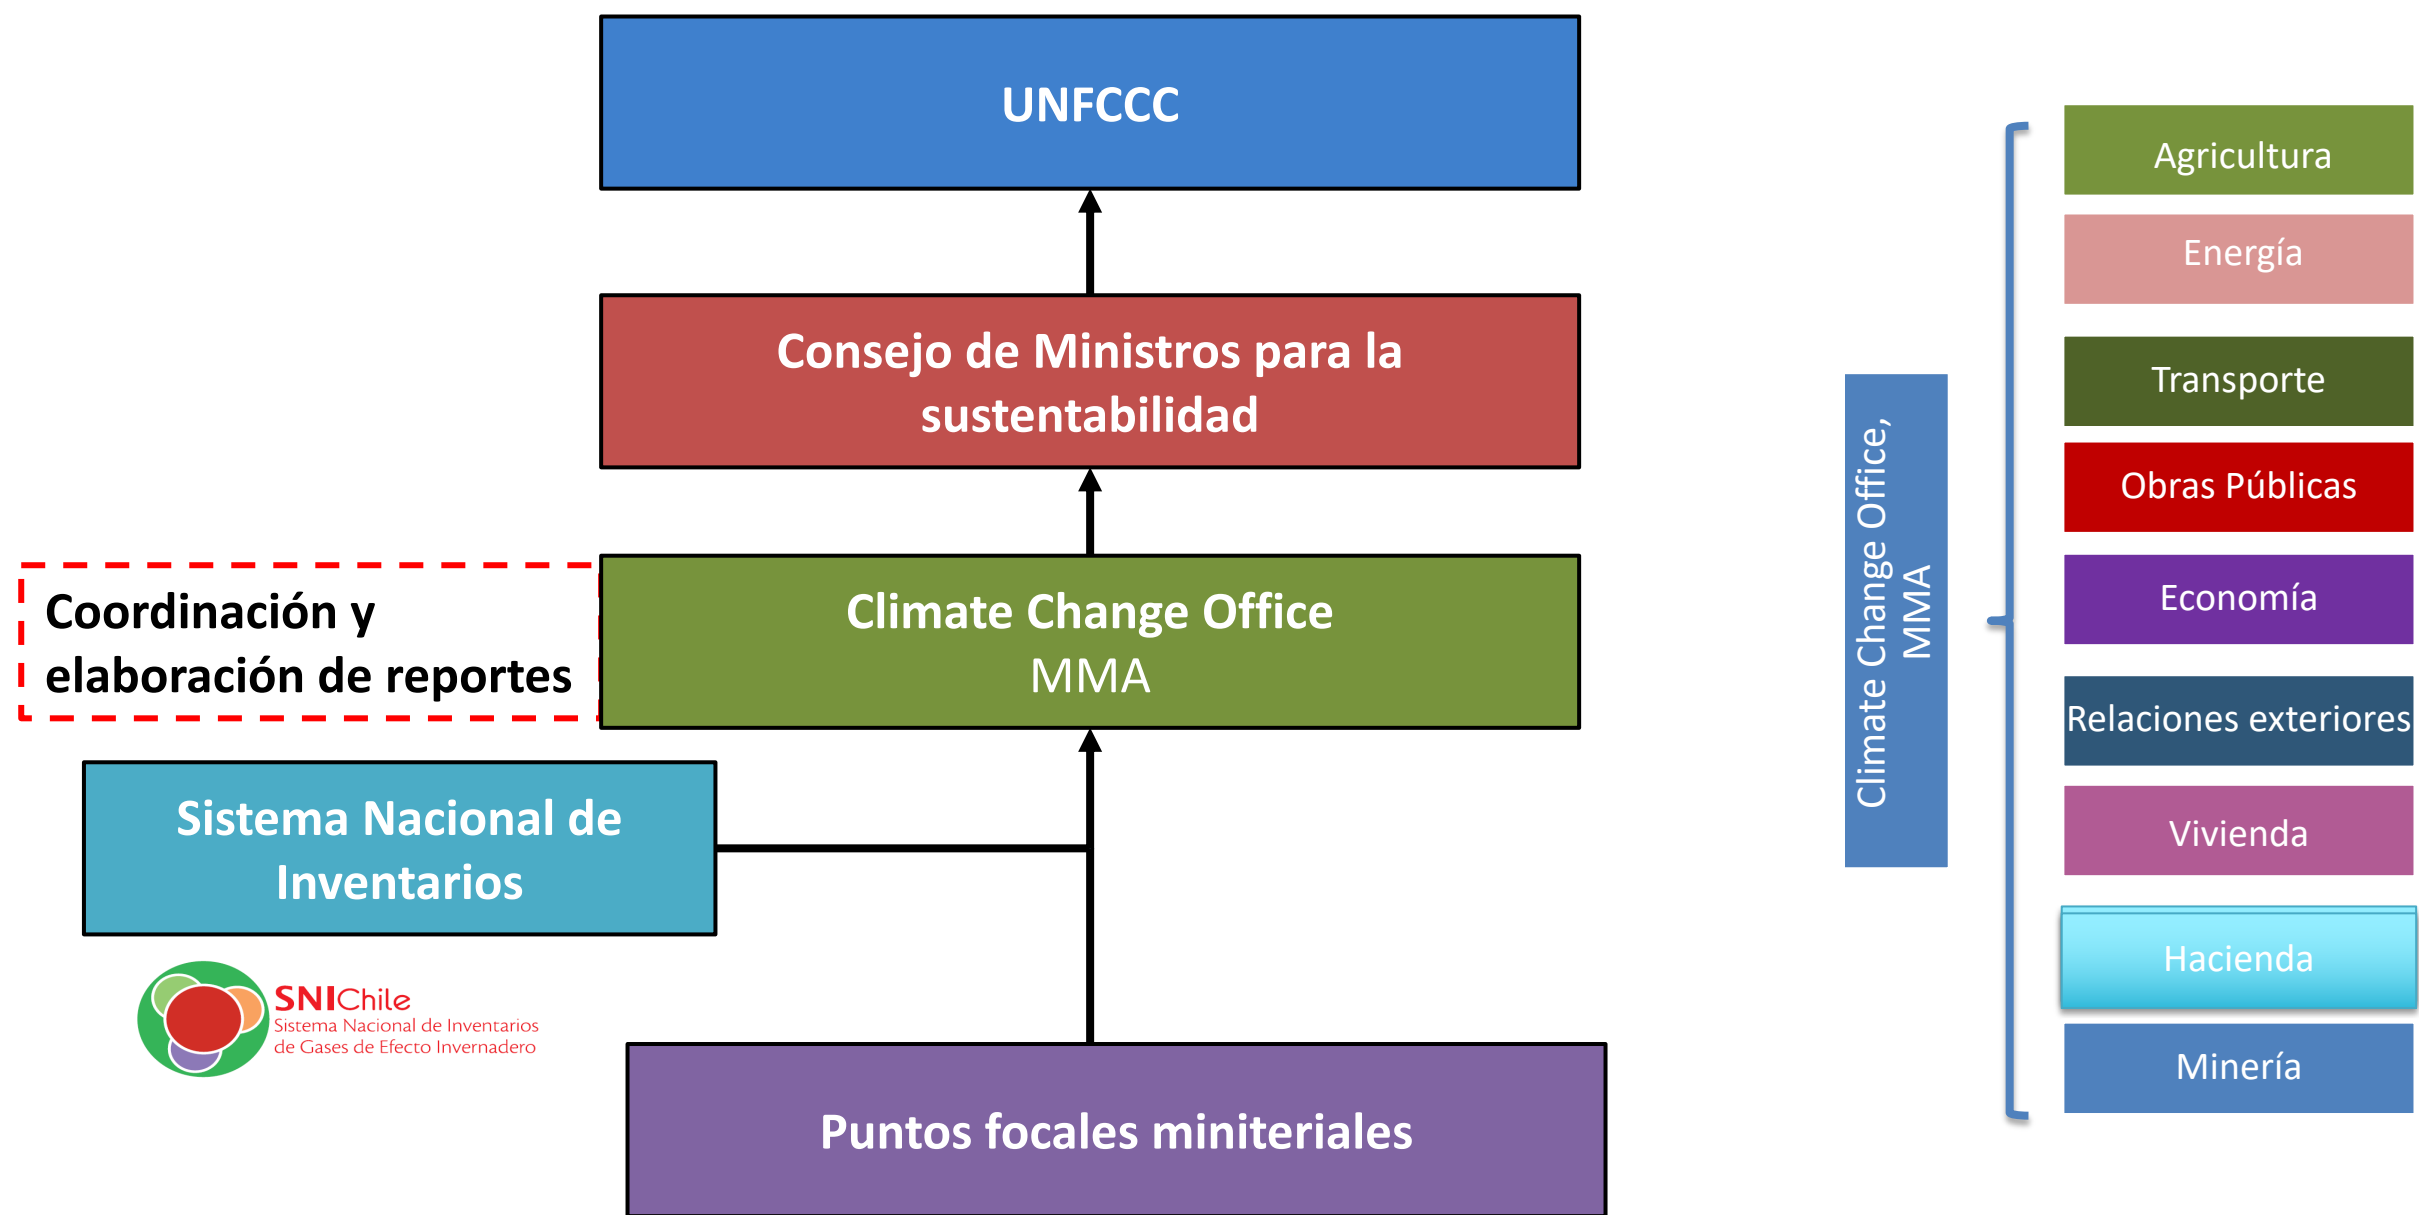 UNFCCC
Consejo de Ministros para la
sustentabilidad
Coordinación y
elaboración de reportes
Climate Change Office
MMA
Sistema Nacional de
Inventarios
SNIChile
Sistema Nacional de Inventarios
de Gases de Efecto Invernadero
Puntos focales miniteriales
Climate Change Office,
MMA
Agricultura
Energía
Transporte
Obras Públicas
Economía
Relaciones exteriores
Vivienda
Hacienda
Minería